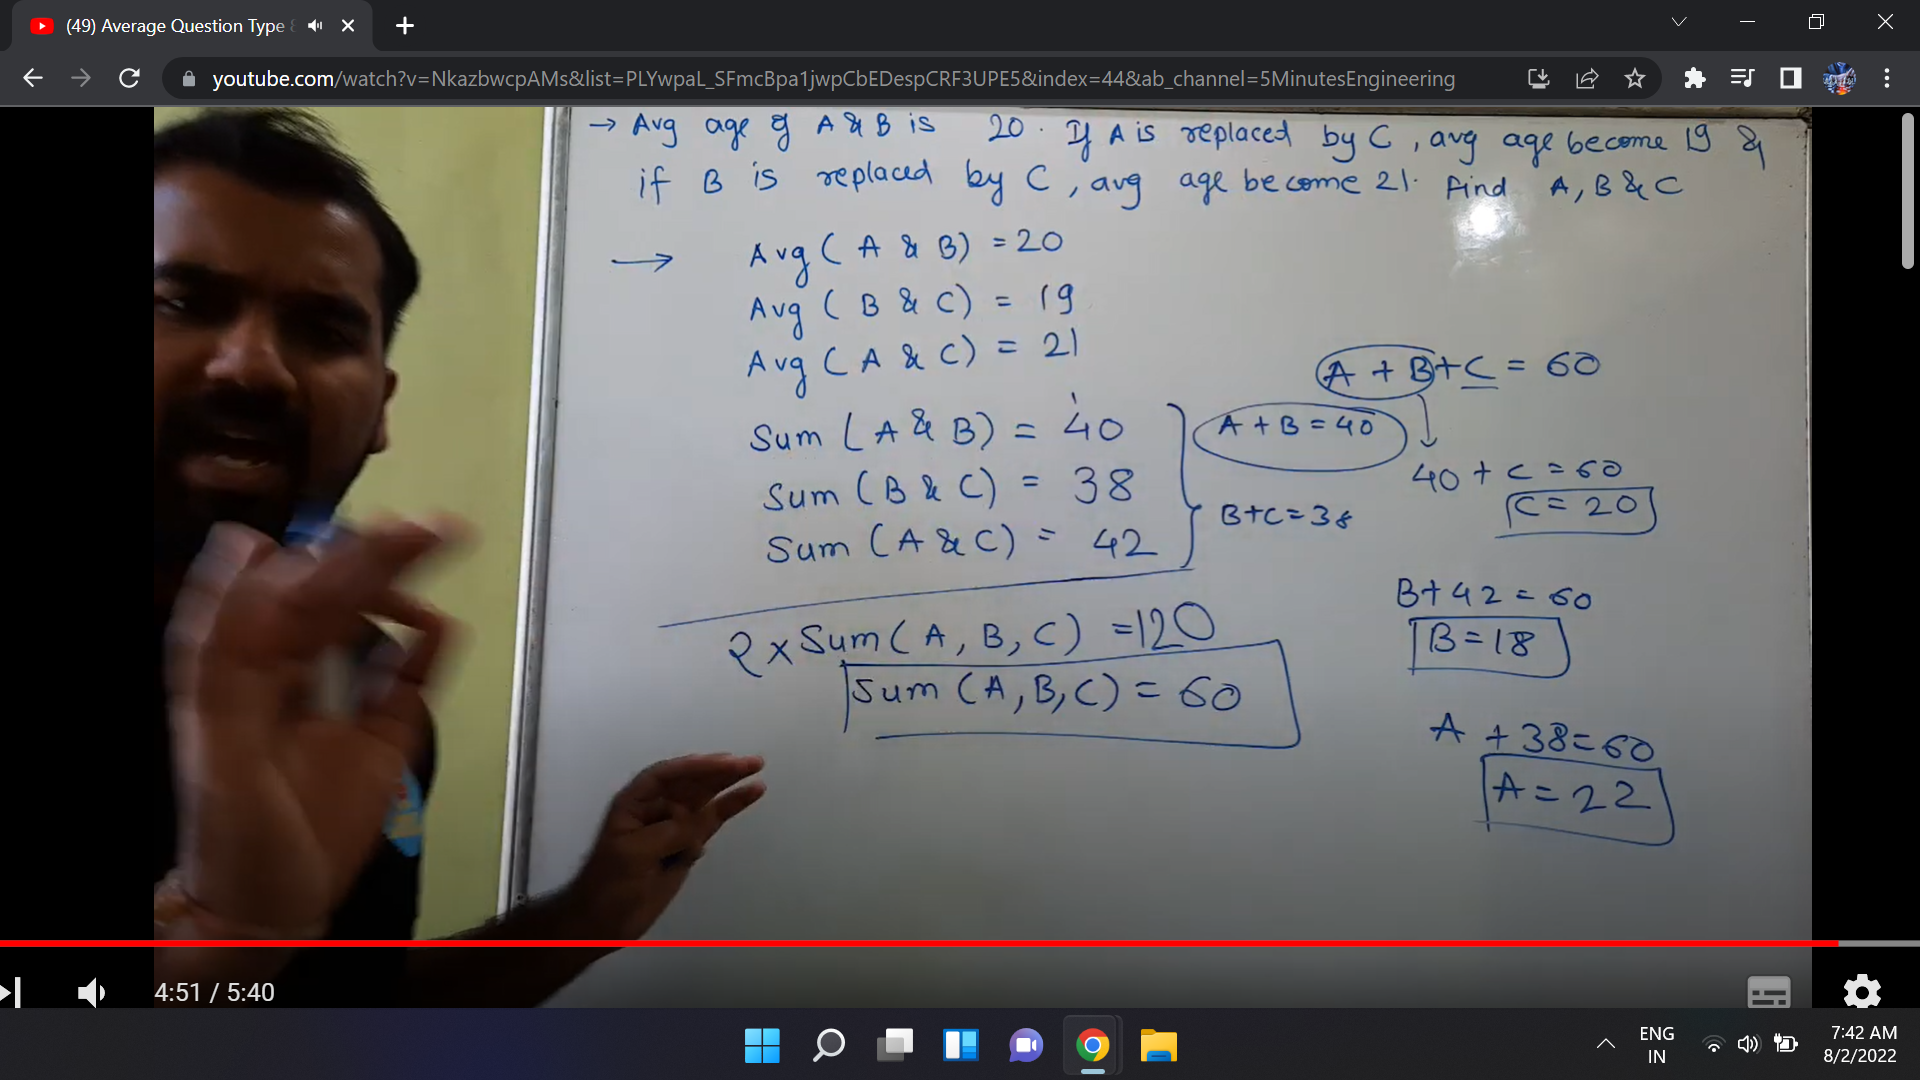 (49) Average Question Type
youtube.com/watch?v=NkazbwcpAMs&list=PLYwpaL_SFmcBpa1jwpCbEDespCRF3UPE5&index=44&ab_channel=5MinutesEngineering
→ Avg age of A & B is 20. If A is replaced by C, avg age become 19 &
if B is replaced by C, avg age become 21. Find A, B & C
→ Avg ( A & B) = 20
Avg ( B & C) = 19
Avg ( A & C) = 21
Sum ( A & B) = 40
Sum ( B & C) = 38
Sum ( A & C) = 42
2 x Sum ( A, B, C) = 120
Sum (A, B, C) = 60
A + B + C = 60
A + B = 40
40 + C = 60
C = 20
B+C = 38
B + 42 = 60
B = 18
A + 38 = 60
A = 22
4:51 / 5:40
ENG
IN
7:42 AM
8/2/2022